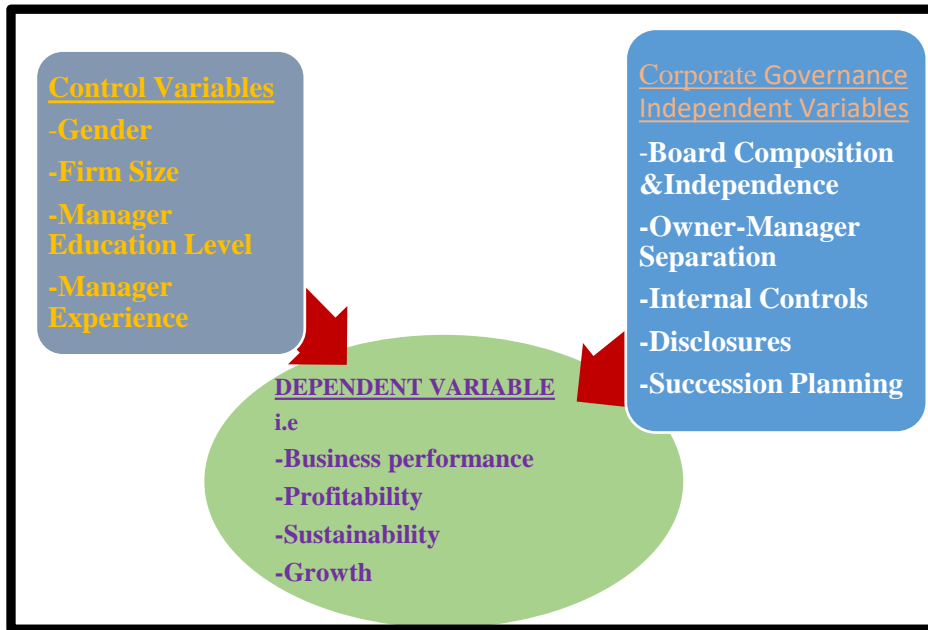 Control Variables
-Gender
-Firm Size
-Manager
Education Level
-Manager
Experience
Corporate Governance
Independent Variables
-Board Composition
&Independence
-Owner-Manager
Separation
-Internal Controls
-Disclosures
-Succession Planning
DEPENDENT VARIABLE
i.e
-Business performance
-Profitability
-Sustainability
-Growth